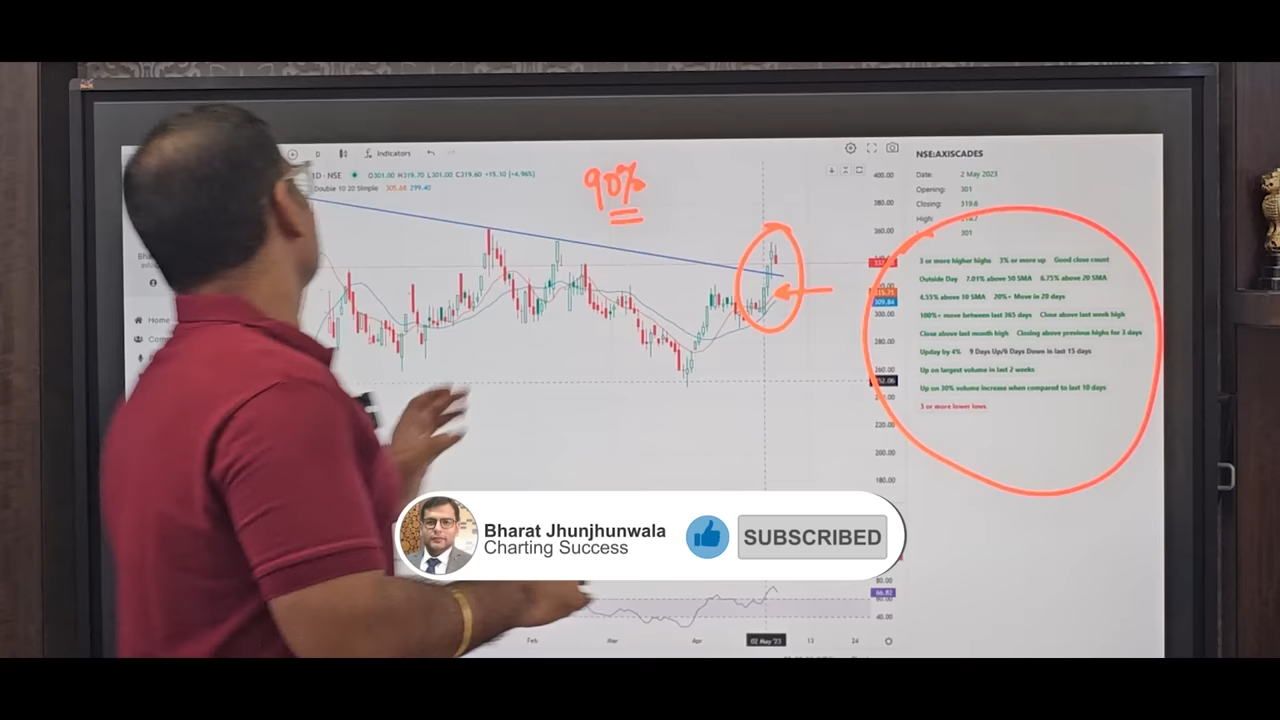 D Indicators
1D · NSE O301.00 H319.70 L301.00 C319.60 +15.10 (+4.96%)
Double 10 20 Simple 305.68 299.40
90%
400.00
380.00
360.00
300.00
280.00
260.00
220.00
200.00
180.00
309.84
NSE:AXISCADES
Date: 2 May 2023
Opening: 301
Closing: 319.6
High:
301
3 or more higher highs 3% or more up Good close count
Outside Day 7.01% above 50 SMA 6.75% above 20 SMA
4.55% above 10 SMA 20%+ Move in 20 days
100%+ move between last 365 days Close above last week high
Close above last month high Closing above previous highs for 3 days
Upday by 4% 9 Days Up/6 Days Down in last 15 days
Up on largest volume in last 2 weeks
Up on 30% volume increase when compared to last 10 days
3 or more lower lows
Home
Bharat Jhunjhunwala
Charting Success
SUBSCRIBED
80.00
66.82
40.00
Feb Mar Apr 02 May '23 13 24